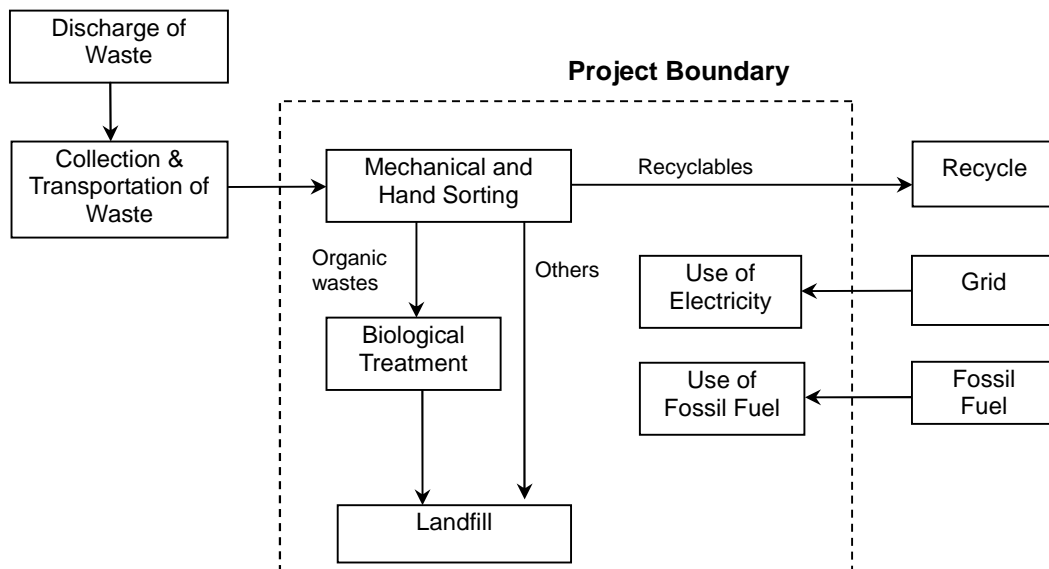 Discharge of
Waste
Project Boundary
Collection &
Transportation of
Waste
Mechanical and
Hand Sorting
Recyclables
Recycle
Organic
wastes
Others
Use of
Electricity
Grid
Biological
Treatment
Use of
Fossil Fuel
Fossil
Fuel
Landfill